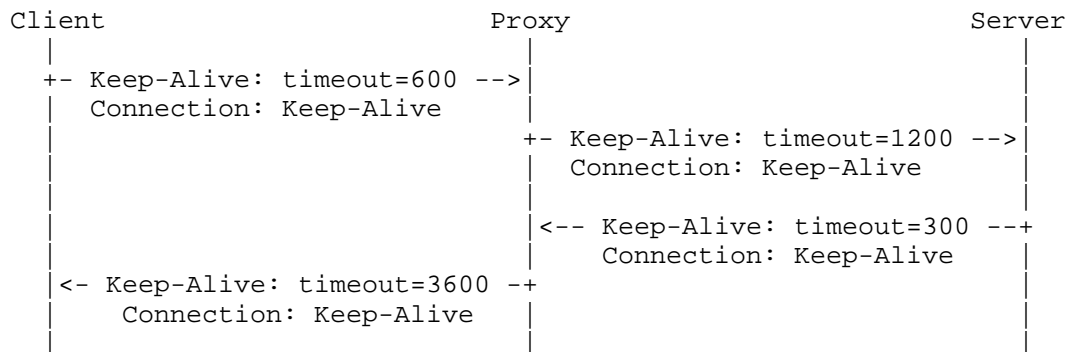 Client Proxy Server
+- Keep-Alive: timeout=600 -->
Connection: Keep-Alive
+- Keep-Alive: timeout=1200 -->
Connection: Keep-Alive
<-- Keep-Alive: timeout=300 --+
Connection: Keep-Alive
<- Keep-Alive: timeout=3600 -+
Connection: Keep-Alive